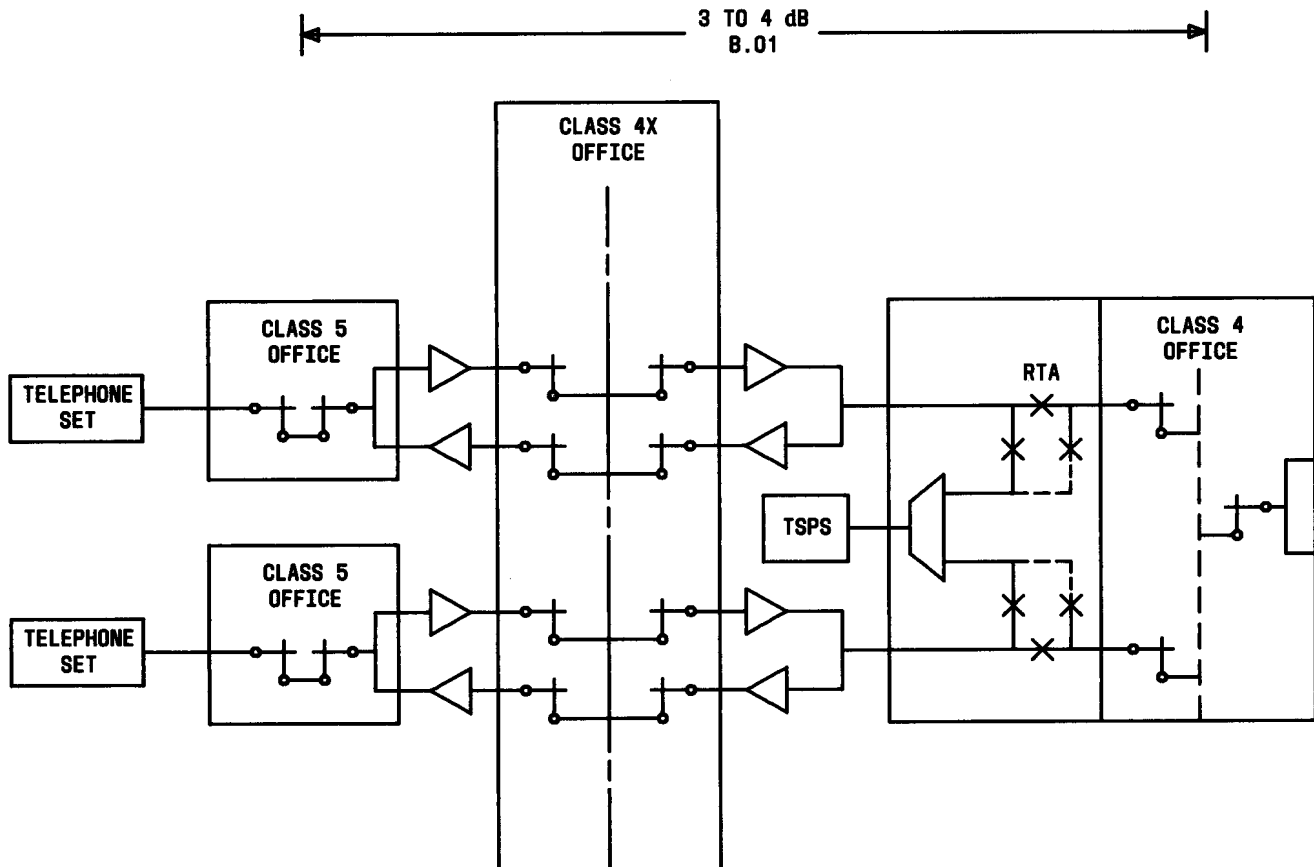 3 TO 4 dB
B.01
CLASS 4X
OFFICE
CLASS 5
OFFICE
CLASS 4
OFFICE
TELEPHONE
SET
RTA
TSPS
CLASS 5
OFFICE
TELEPHONE
SET